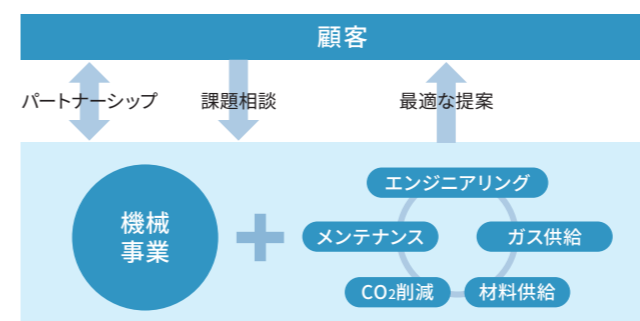 顧客
パートナーシップ
課題相談
最適な提案
機械
事業
エンジニアリング
メンテナンス
ガス供給
CO₂削減
材料供給